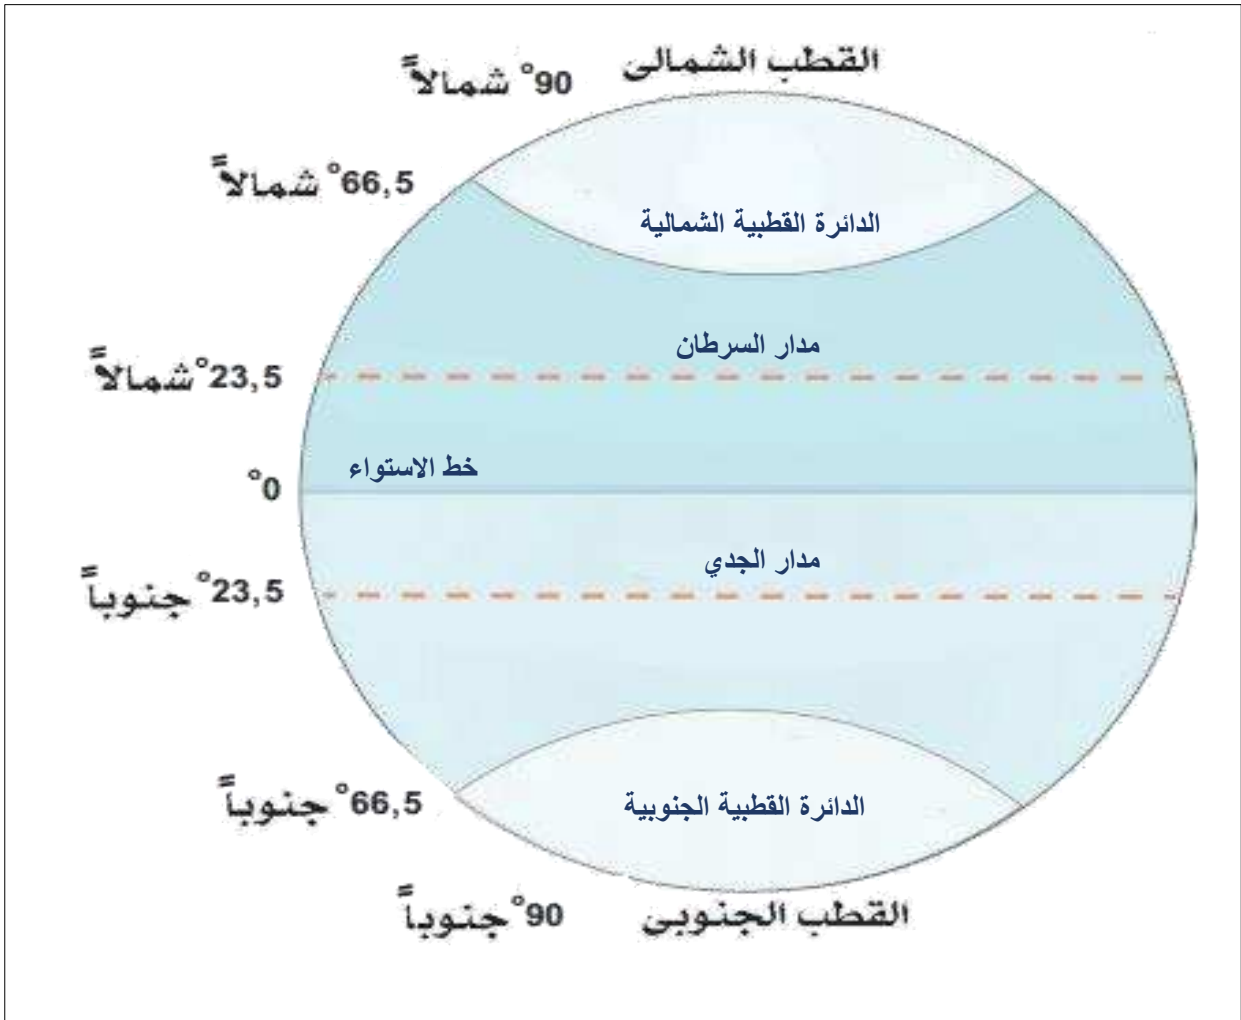 القطب الشمالى
90° شمالاً
66,5° شمالاً
الدائرة القطبية الشمالية
مدار السرطان
23,5° شمالاً
خط الاستواء
0°
مدار الجدي
23,5° جنوباً
66,5° جنوباً
الدائرة القطبية الجنوبية
القطب الجنوبى
90° جنوباً